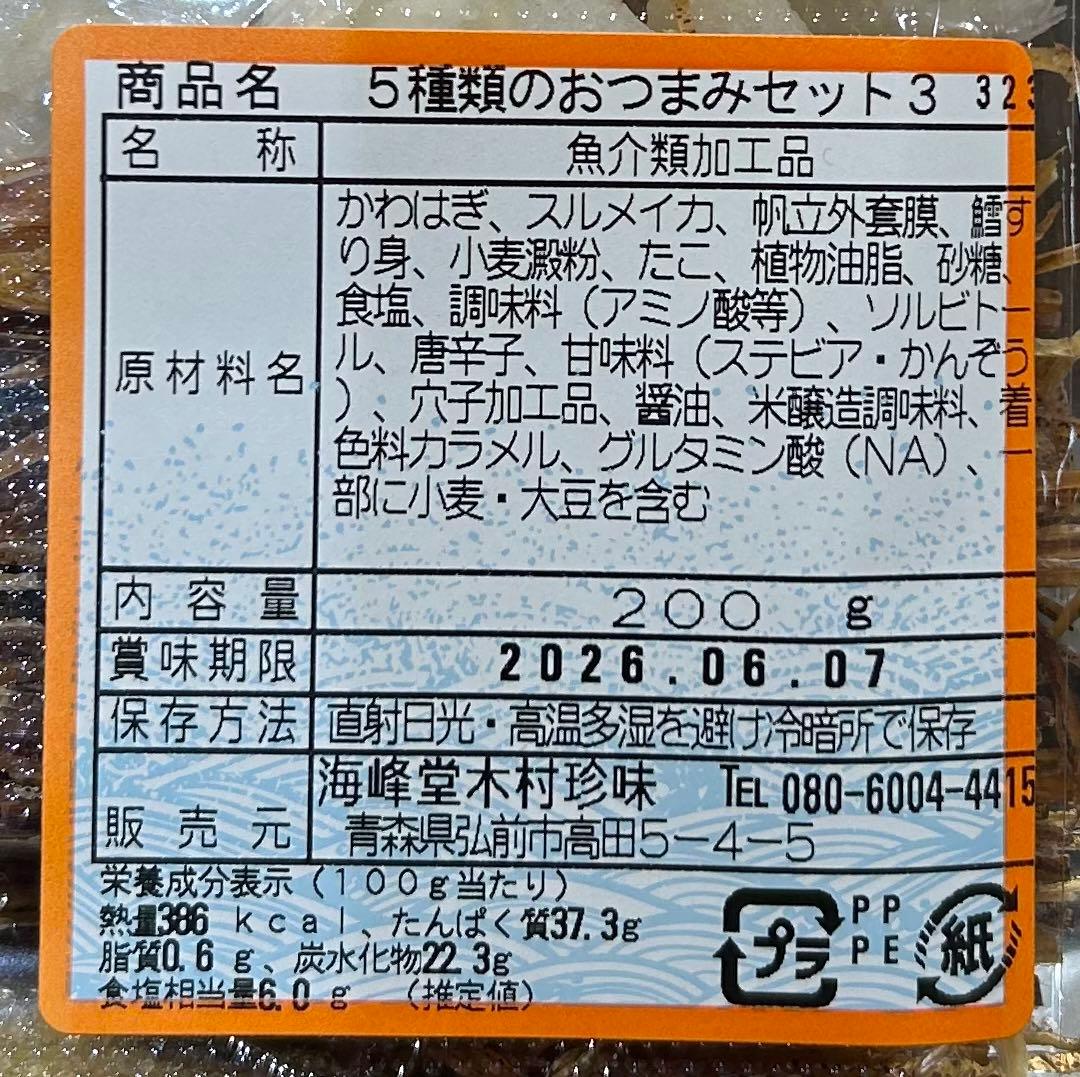 商品名 5種類のおつまみセット3 323
名称 魚介類加工品
原材料名
かわはぎ、スルメイカ、帆立外套膜、鱈す
り身、小麦澱粉、たこ、植物油脂、砂糖、
食塩、調味料（アミノ酸等）、ソルビトー
ル、唐辛子、甘味料（ステビア・かんぞう
）、穴子加工品、醤油、米醸造調味料、着
色料カラメル、グルタミン酸（NA）、一
部に小麦・大豆を含む
内容量 200 g
賞味期限 2026.06.07
保存方法 直射日光・高温多湿を避け冷暗所で保存
販売元
海峰堂木村珍味 TEL 080-6004-4415
青森県弘前市高田5-4-5
栄養成分表示（100g当たり）
熱量386 kcal、たんぱく質37.3g
脂質0.6 g、炭水化物22.3g
食塩相当量6.0 g （推定値）
プラ
PP
PE
紙